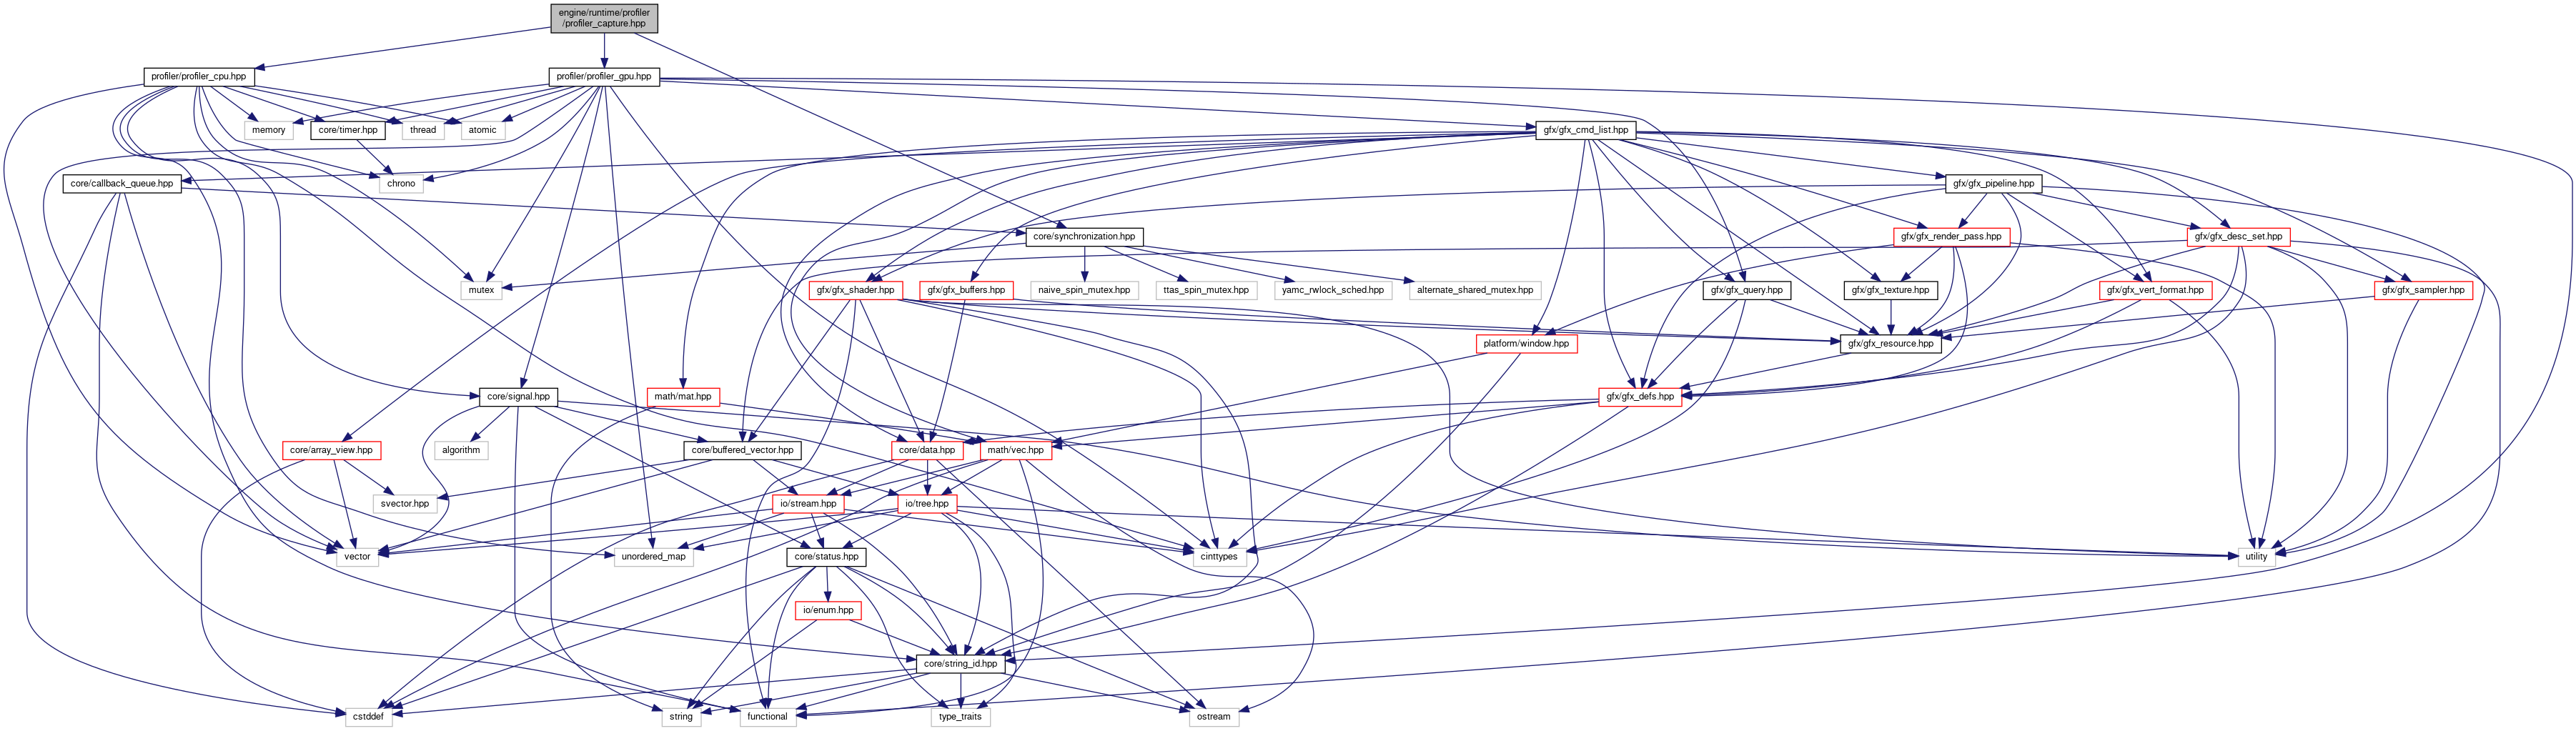 engine/runtime/profiler
/profiler_capture.hpp
profiler/profiler_cpu.hpp
profiler/profiler_gpu.hpp
memory
core/timer.hpp
thread
atomic
gfx/gfx_cmd_list.hpp
core/callback_queue.hpp
chrono
gfx/gfx_pipeline.hpp
core/synchronization.hpp
gfx/gfx_render_pass.hpp
gfx/gfx_desc_set.hpp
mutex
gfx/gfx_shader.hpp
gfx/gfx_buffers.hpp
naive_spin_mutex.hpp
ttas_spin_mutex.hpp
yamc_rwlock_sched.hpp
alternate_shared_mutex.hpp
gfx/gfx_query.hpp
gfx/gfx_texture.hpp
gfx/gfx_vert_format.hpp
gfx/gfx_sampler.hpp
platform/window.hpp
gfx/gfx_resource.hpp
core/signal.hpp
math/mat.hpp
gfx/gfx_defs.hpp
core/array_view.hpp
algorithm
core/buffered_vector.hpp
core/data.hpp
math/vec.hpp
svector.hpp
io/stream.hpp
io/tree.hpp
vector
unordered_map
core/status.hpp
cinttypes
utility
io/enum.hpp
core/string_id.hpp
cstddef
string
functional
type_traits
ostream